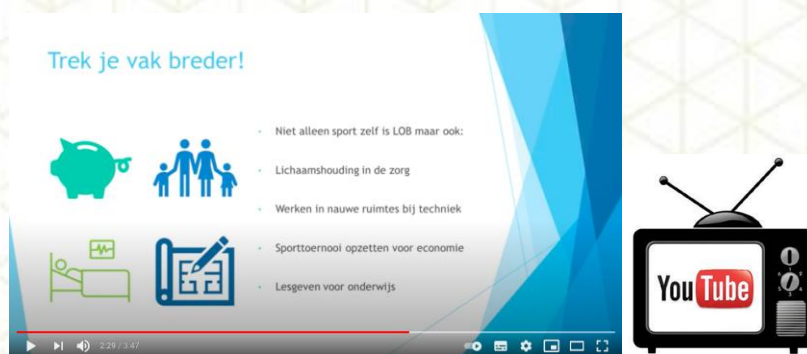 Trek je vak breder!
Niet alleen sport zelf is LOB maar ook:
Lichaamshouding in de zorg
Werken in nauwe ruimtes bij techniek
Sporttoernooi opzetten voor economie
Lesgeven voor onderwijs
2:29 / 3:47
YouTube